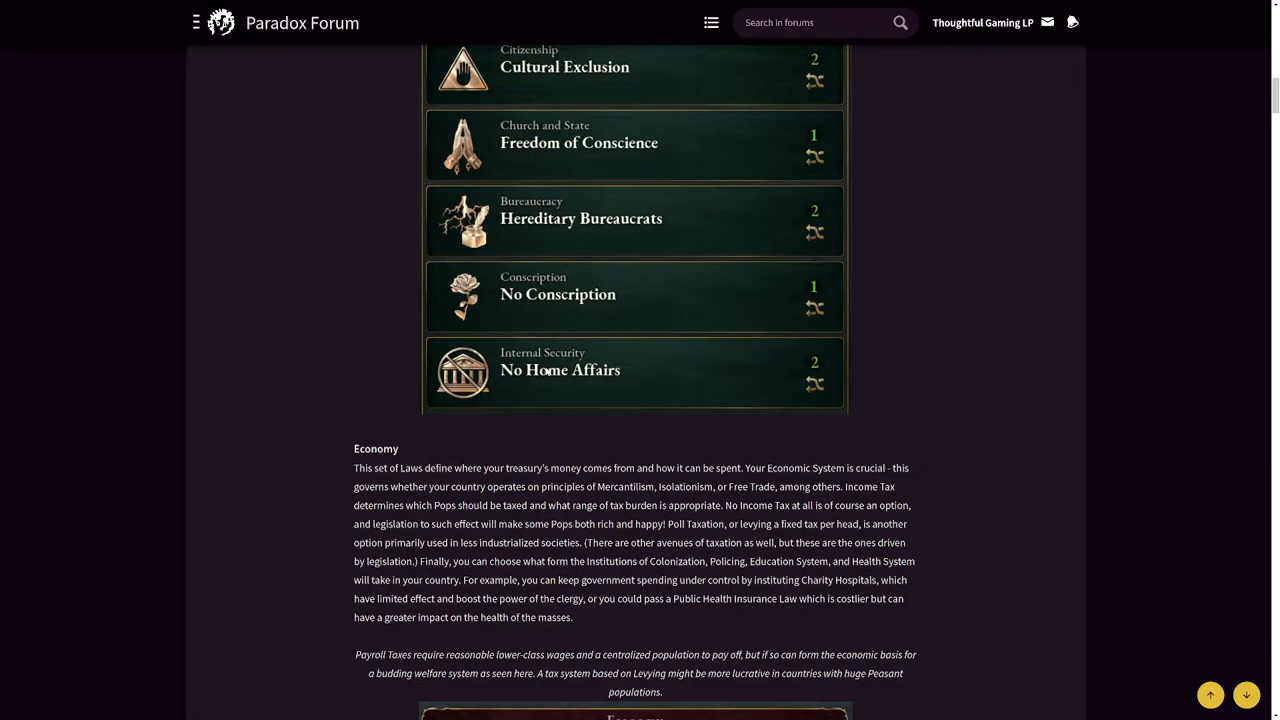 Paradox Forum
Search in forums
Thoughtful Gaming LP
Citizenship
Cultural Exclusion
2
Church and State
Freedom of Conscience
1
Bureaucracy
Hereditary Bureaucrats
2
Conscription
No Conscription
1
Internal Security
No Home Affairs
2
Economy
This set of Laws define where your treasury's money comes from and how it can be spent. Your Economic System is crucial - this
governs whether your country operates on principles of Mercantilism, Isolationism, or Free Trade, among others. Income Tax
determines which Pops should be taxed and what range of tax burden is appropriate. No Income Tax at all is of course an option,
and legislation to such effect will make some Pops both rich and happy! Poll Taxation, or levying a fixed tax per head, is another
option primarily used in less industrialized societies. (There are other avenues of taxation as well, but these are the ones driven
by legislation.) Finally, you can choose what form the Institutions of Colonization, Policing, Education System, and Health System
will take in your country. For example, you can keep government spending under control by instituting Charity Hospitals, which
have limited effect and boost the power of the clergy, or you could pass a Public Health Insurance Law which is costlier but can
have a greater impact on the health of the masses.
Payroll Taxes require reasonable lower-class wages and a centralized population to pay off, but if so can form the economic basis for
a budding welfare system as seen here. A tax system based on Levying might be more lucrative in countries with huge Peasant
populations.
Economy